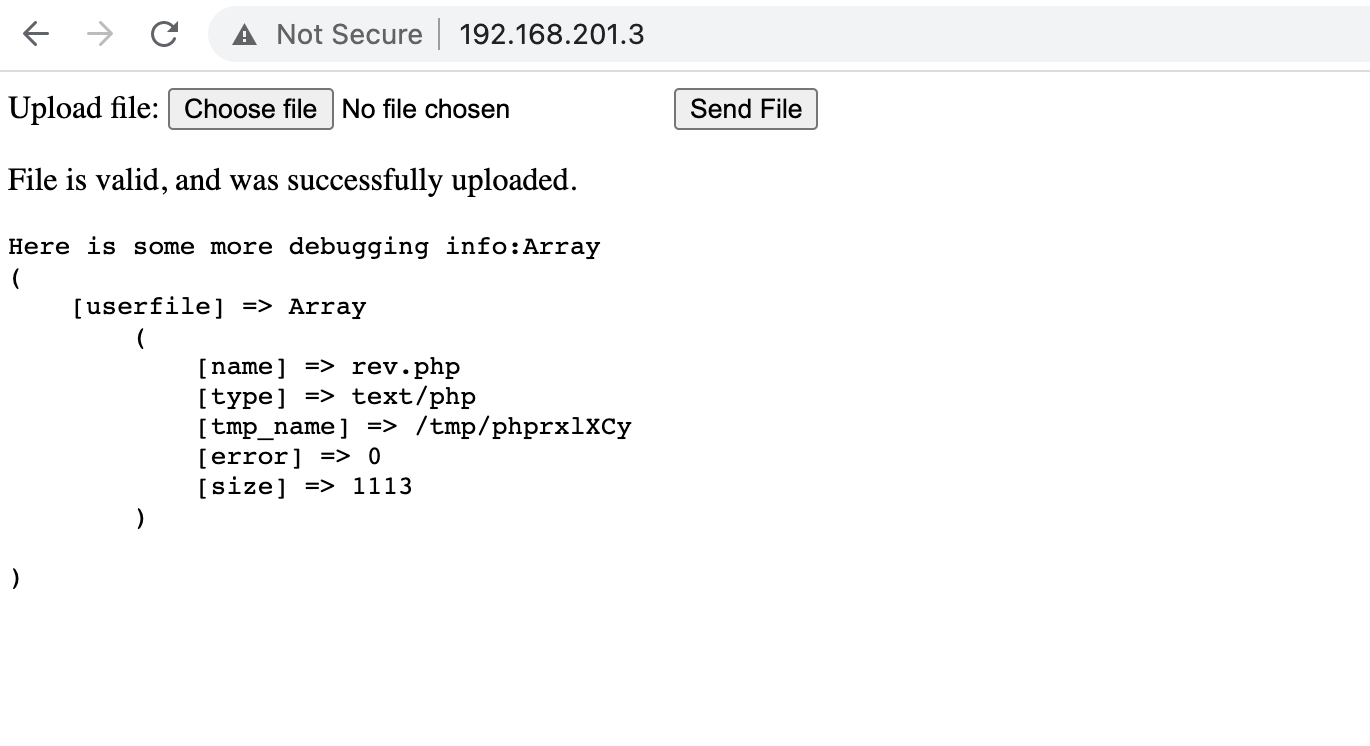 Not Secure 192.168.201.3
Upload file: Choose file No file chosen Send File
File is valid, and was successfully uploaded.
Here is some more debugging info:Array
(
    [userfile] => Array
        (
            [name] => rev.php
            [type] => text/php
            [tmp_name] => /tmp/phprxlXCy
            [error] => 0
            [size] => 1113
        )
)